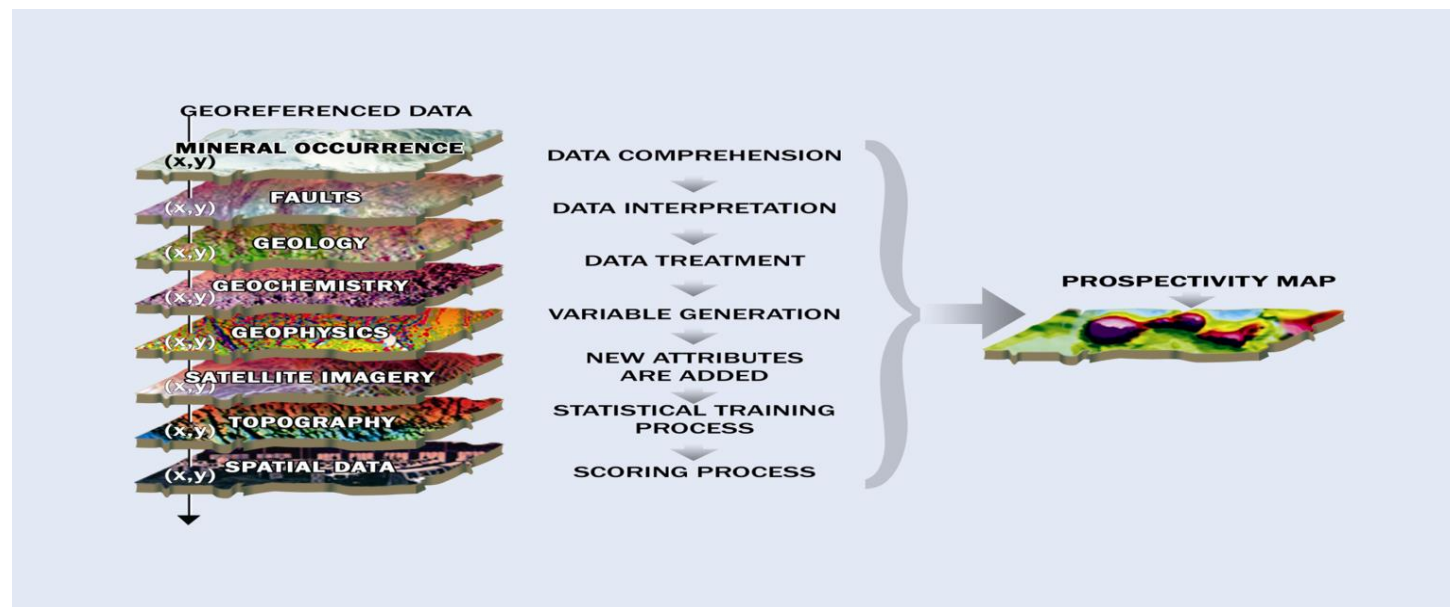 GEOREFERENCED DATA
MINERAL OCCURRENCE
(x,y)
FAULTS
(x,y)
GEOLOGY
(x,y)
GEOCHEMISTRY
(x,y)
GEOPHYSICS
(x,y)
SATELLITE IMAGERY
(x,y)
TOPOGRAPHY
(x,y)
SPATIAL DATA
(x,y)
DATA COMPREHENSION
DATA INTERPRETATION
DATA TREATMENT
VARIABLE GENERATION
NEW ATTRIBUTES
ARE ADDED
STATISTICAL TRAINING
PROCESS
SCORING PROCESS
PROSPECTIVITY MAP